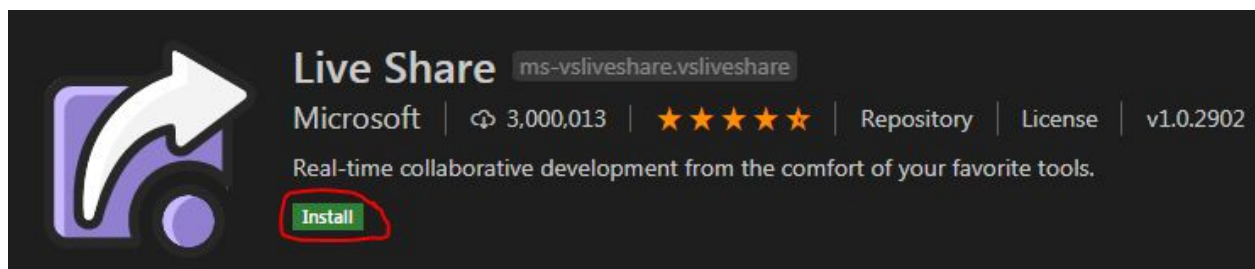 Live Share ms-vsliveshare.vsliveshare
Microsoft 3,000,013 Repository License v1.0.2902
Real-time collaborative development from the comfort of your favorite tools.
Install